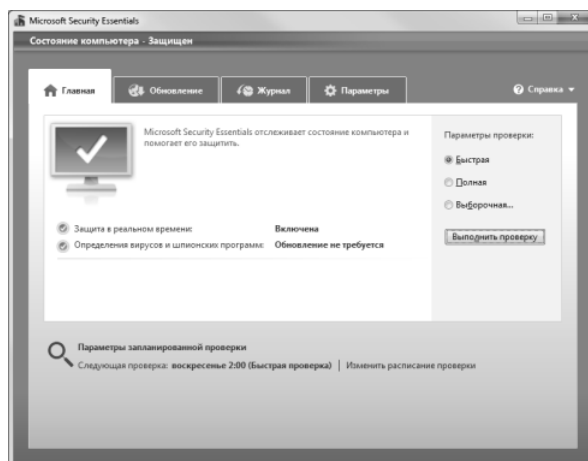 Microsoft Security Essentials
Состояние компьютера - Защищен
Главная
Обновление
Журнал
Параметры
Справка
Microsoft Security Essentials отслеживает состояние компьютера и
помогает его защитить.
Параметры проверки:
Быстрая
Полная
Выборочная...
Выполнить проверку
Защита в реальном времени: Включена
Определения вирусов и шпионских программ: Обновление не требуется
Параметры запланированной проверки
Следующая проверка: воскресенье 2:00 (Быстрая проверка) | Изменить расписание проверки